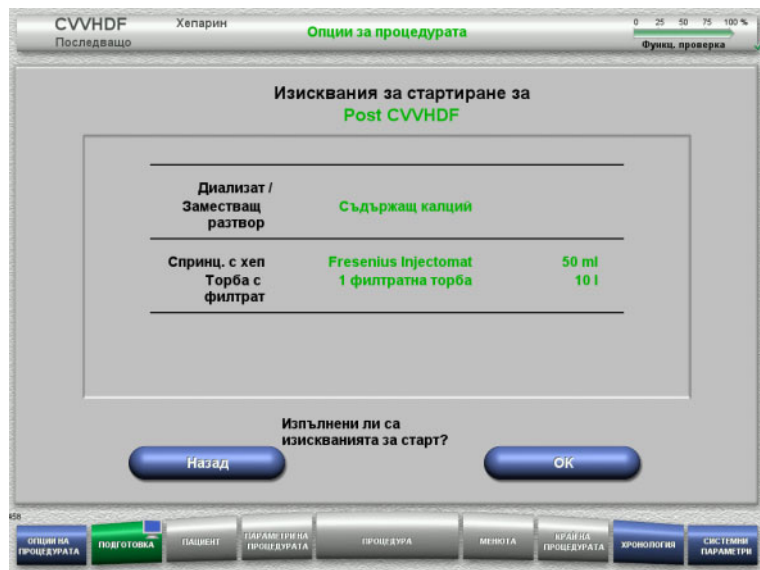 CVVHDF Хепарин
Последващо
Опции за процедурата
0 25 50 75 100 %
Функц. проверка
Изисквания за стартиране за
Post CVVHDF
Диализат /
Заместващ Съдържащ калций
разтвор
Спринц. с хеп Fresenius Injectomat 50 ml
Торба с 1 филтратна торба 10 l
филтрат
Изпълнени ли са
изискванията за старт?
Назад
OK
458
ОПЦИИ НА ПРОЦЕДУРАТА
ПОДГОТОВКА
ПАЦИЕНТ
ПАРАМЕТРИ НА ПРОЦЕДУРАТА
ПРОЦЕДУРА
МЕНЮТА
КРАЙ НА ПРОЦЕДУРАТА
ХРОНОЛОГИЯ
СИСТЕМНИ ПАРАМЕТРИ